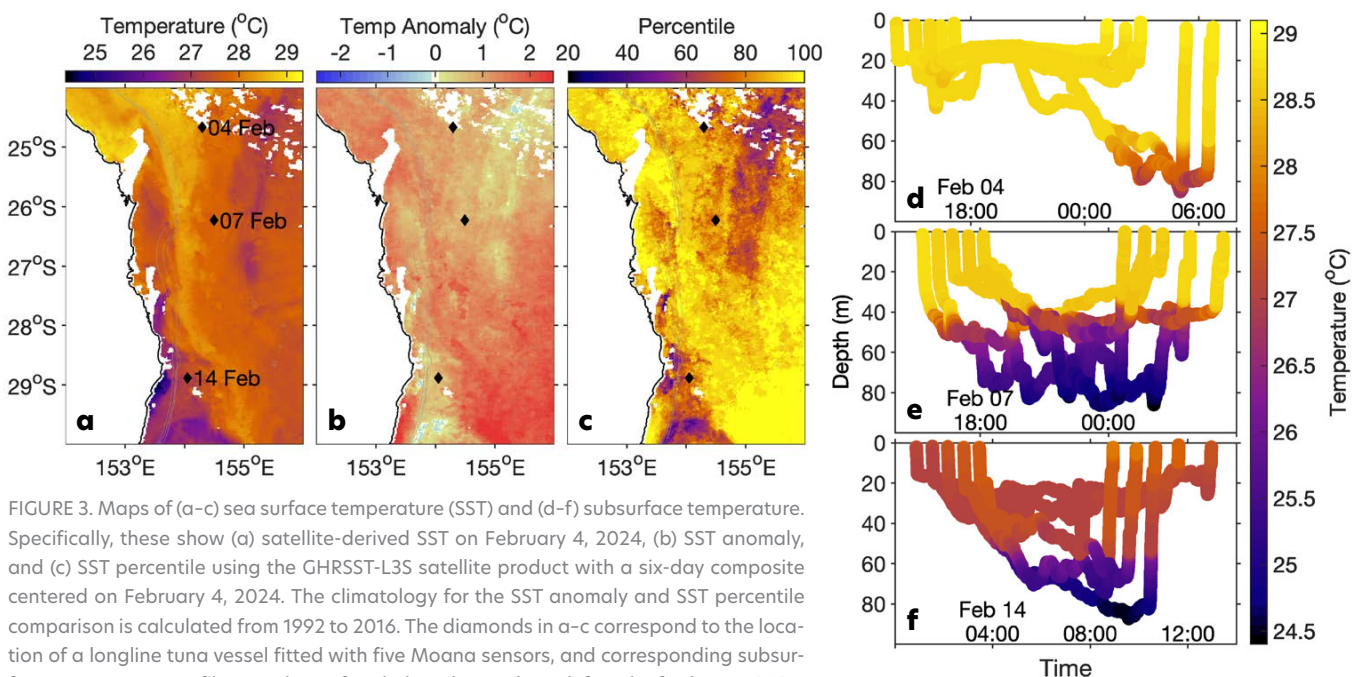 Temperature (°C)
25 26 27 28 29
Temp Anomaly (°C)
-2 -1 0 1 2
Percentile
20 40 60 80 100
25°S
26°S
27°S
28°S
29°S
04 Feb
07 Feb
14 Feb
a
b
c
153°E 155°E
153°E 155°E
153°E 155°E
FIGURE 3. Maps of (a–c) sea surface temperature (SST) and (d–f) subsurface temperature.
Specifically, these show (a) satellite-derived SST on February 4, 2024, (b) SST anomaly,
and (c) SST percentile using the GHRSST-L3S satellite product with a six-day composite
centered on February 4, 2024. The climatology for the SST anomaly and SST percentile
comparison is calculated from 1992 to 2016. The diamonds in a–c correspond to the loca-
tion of a longline tuna vessel fitted with five Moana sensors, and corresponding subsur-
0
20
40
60
80
d
Feb 04
18:00 00:00 06:00
0
20
40
60
80
Depth (m)
e
Feb 07
18:00 00:00
0
20
40
60
80
f
Feb 14
04:00 08:00 12:00
Time
29
28.5
28
27.5
27
26.5
26
25.5
25
24.5
Temperature (°C)